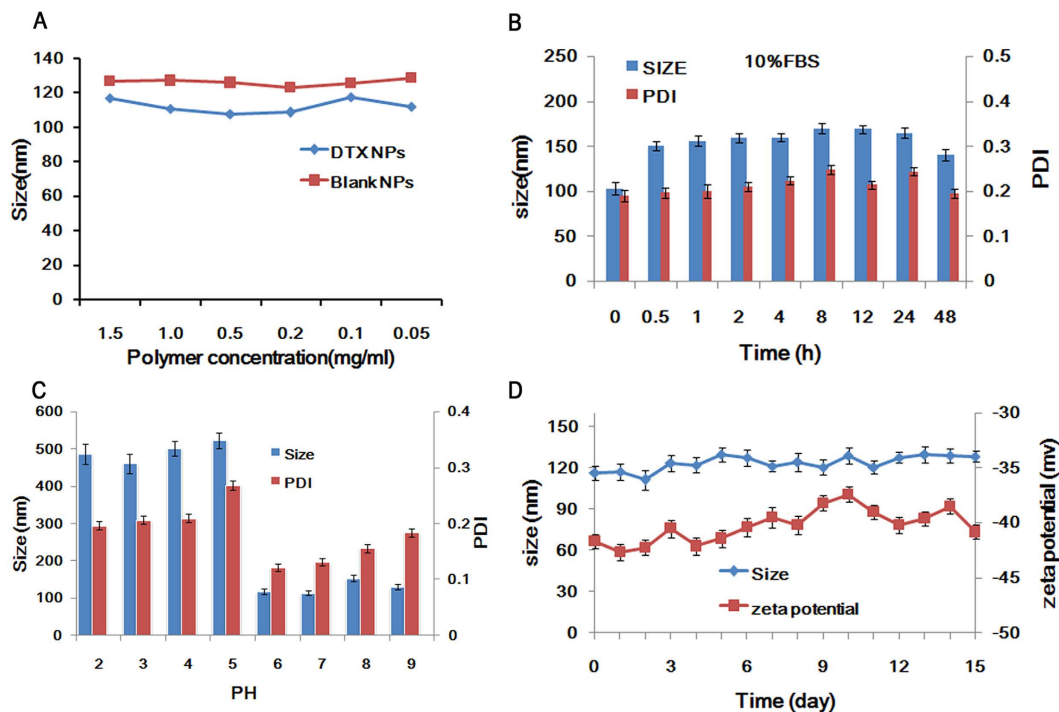 A
140
120
100
80
60
40
20
0
Size(nm)
DTX NPs
Blank NPs
1.5 1.0 0.5 0.2 0.1 0.05
Polymer concentration(mg/ml)
B
250
200
150
100
50
0
size(nm)
SIZE
PDI
10%FBS
0.5
0.4
0.3
0.2
0.1
0
PDI
0 0.5 1 2 4 8 12 24 48
Time (h)
C
600
500
400
300
200
100
0
Size(nm)
Size
PDI
0.4
0.3
0.2
0.1
0
PDI
2 3 4 5 6 7 8 9
PH
D
150
120
90
60
30
0
size(nm)
Size
zeta potential
-30
-35
-40
-45
-50
zeta potential (mv)
0 3 6 9 12 15
Time (day)